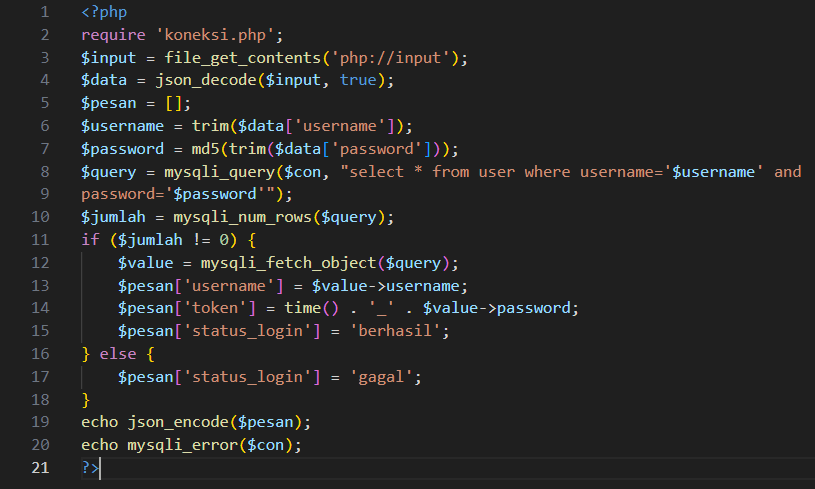 1 <?php
2 require 'koneksi.php';
3 $input = file_get_contents('php://input');
4 $data = json_decode($input, true);
5 $pesan = [];
6 $username = trim($data['username']);
7 $password = md5(trim($data['password']));
8 $query = mysqli_query($con, "select * from user where username='$username' and
9 password='$password'");
10 $jumlah = mysqli_num_rows($query);
11 if ($jumlah != 0) {
12     $value = mysqli_fetch_object($query);
13     $pesan['username'] = $value->username;
14     $pesan['token'] = time() . '_' . $value->password;
15     $pesan['status_login'] = 'berhasil';
16 } else {
17     $pesan['status_login'] = 'gagal';
18 }
19 echo json_encode($pesan);
20 echo mysqli_error($con);
21 ?>